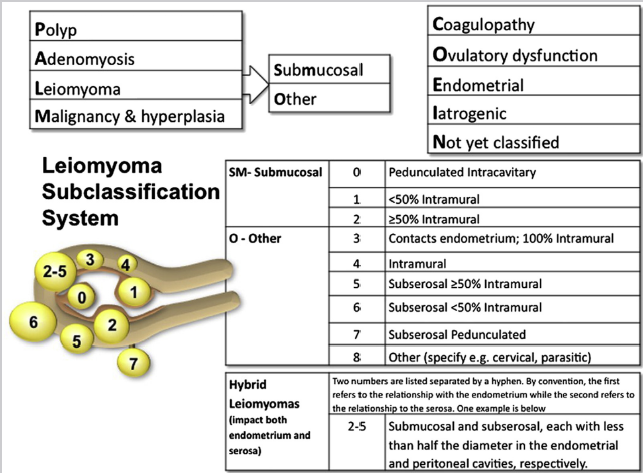 Polyp
Adenomyosis
Leiomyoma
Malignancy & hyperplasia
Submucosal
Other
Coagulopathy
Ovulatory dysfunction
Endometrial
Iatrogenic
Not yet classified
Leiomyoma
Subclassification
System
2-5
3
4
0
1
6
5
2
7
SM- Submucosal
0
Pedunculated Intracavitary
1
<50% Intramural
2
≥50% Intramural
O - Other
3
Contacts endometrium; 100% Intramural
4
Intramural
5
Subserosal ≥50% Intramural
6
Subserosal <50% Intramural
7
Subserosal Pedunculated
8
Other (specify e.g. cervical, parasitic)
Hybrid
Leiomyomas
(impact both
endometrium and
serosa)
Two numbers are listed separated by a hyphen. By convention, the first
refers to the relationship with the endometrium while the second refers to
the relationship to the serosa. One example is below
2-5
Submucosal and subserosal, each with less
than half the diameter in the endometrial
and peritoneal cavities, respectively.